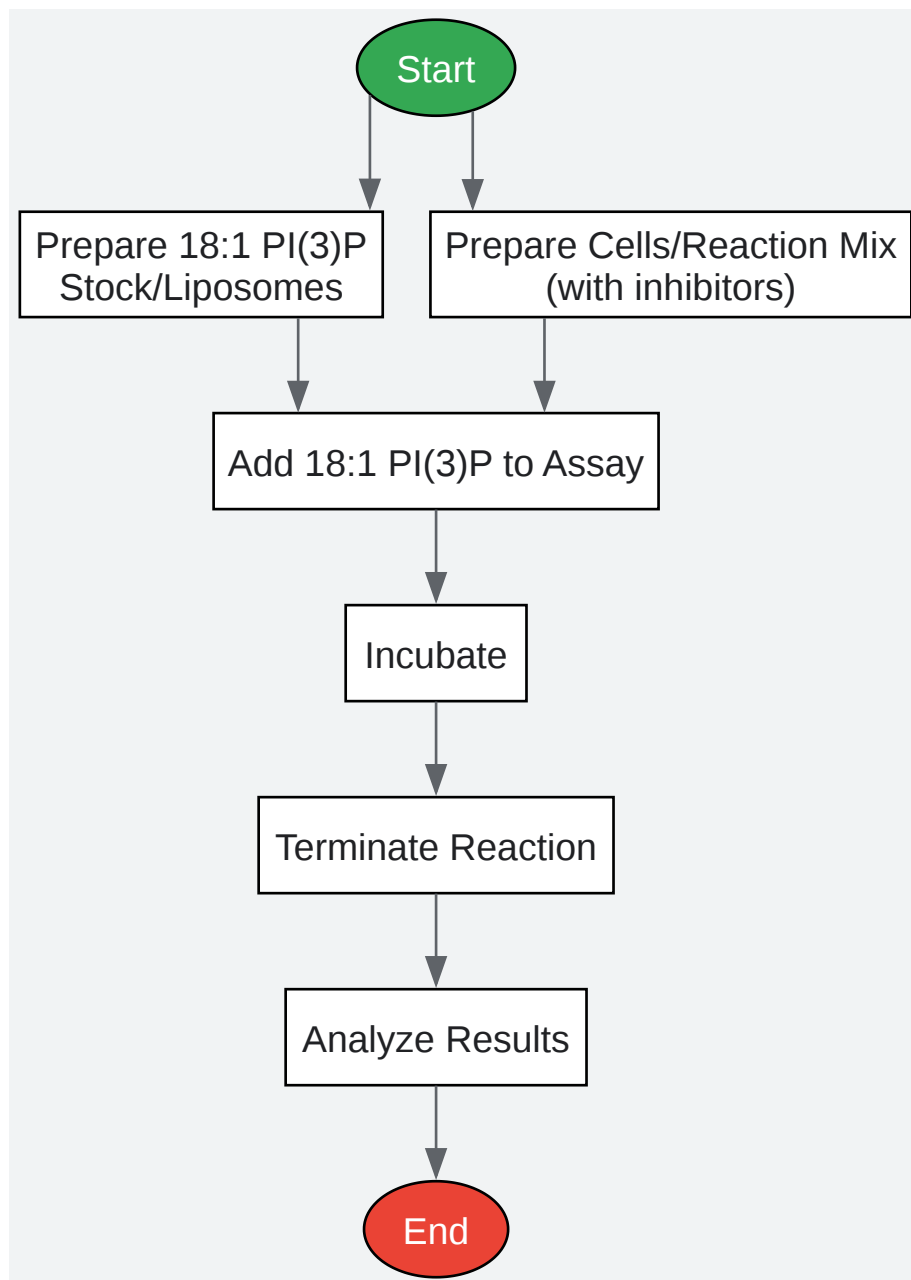 Start
Prepare 18:1 PI(3)P
Stock/Liposomes
Prepare Cells/Reaction Mix
(with inhibitors)
Add 18:1 PI(3)P to Assay
Incubate
Terminate Reaction
Analyze Results
End